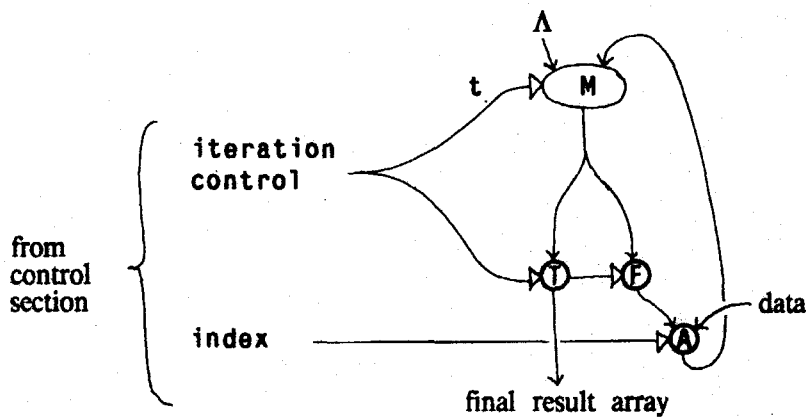 Λ
t
M
iteration
control
from
control
section
T
F
data
index
A
final result array